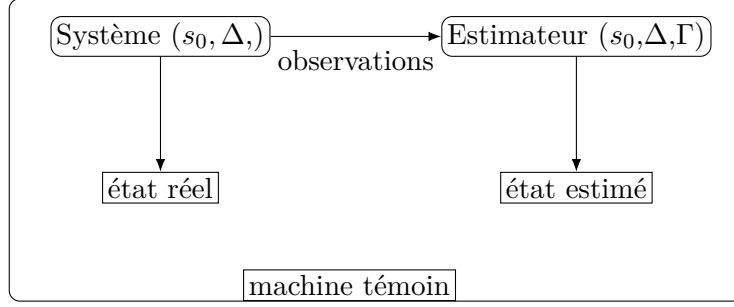 Système (s₀, Δ,)
Estimateur (s₀,Δ,Γ)
observations
état réel
état estimé
machine témoin